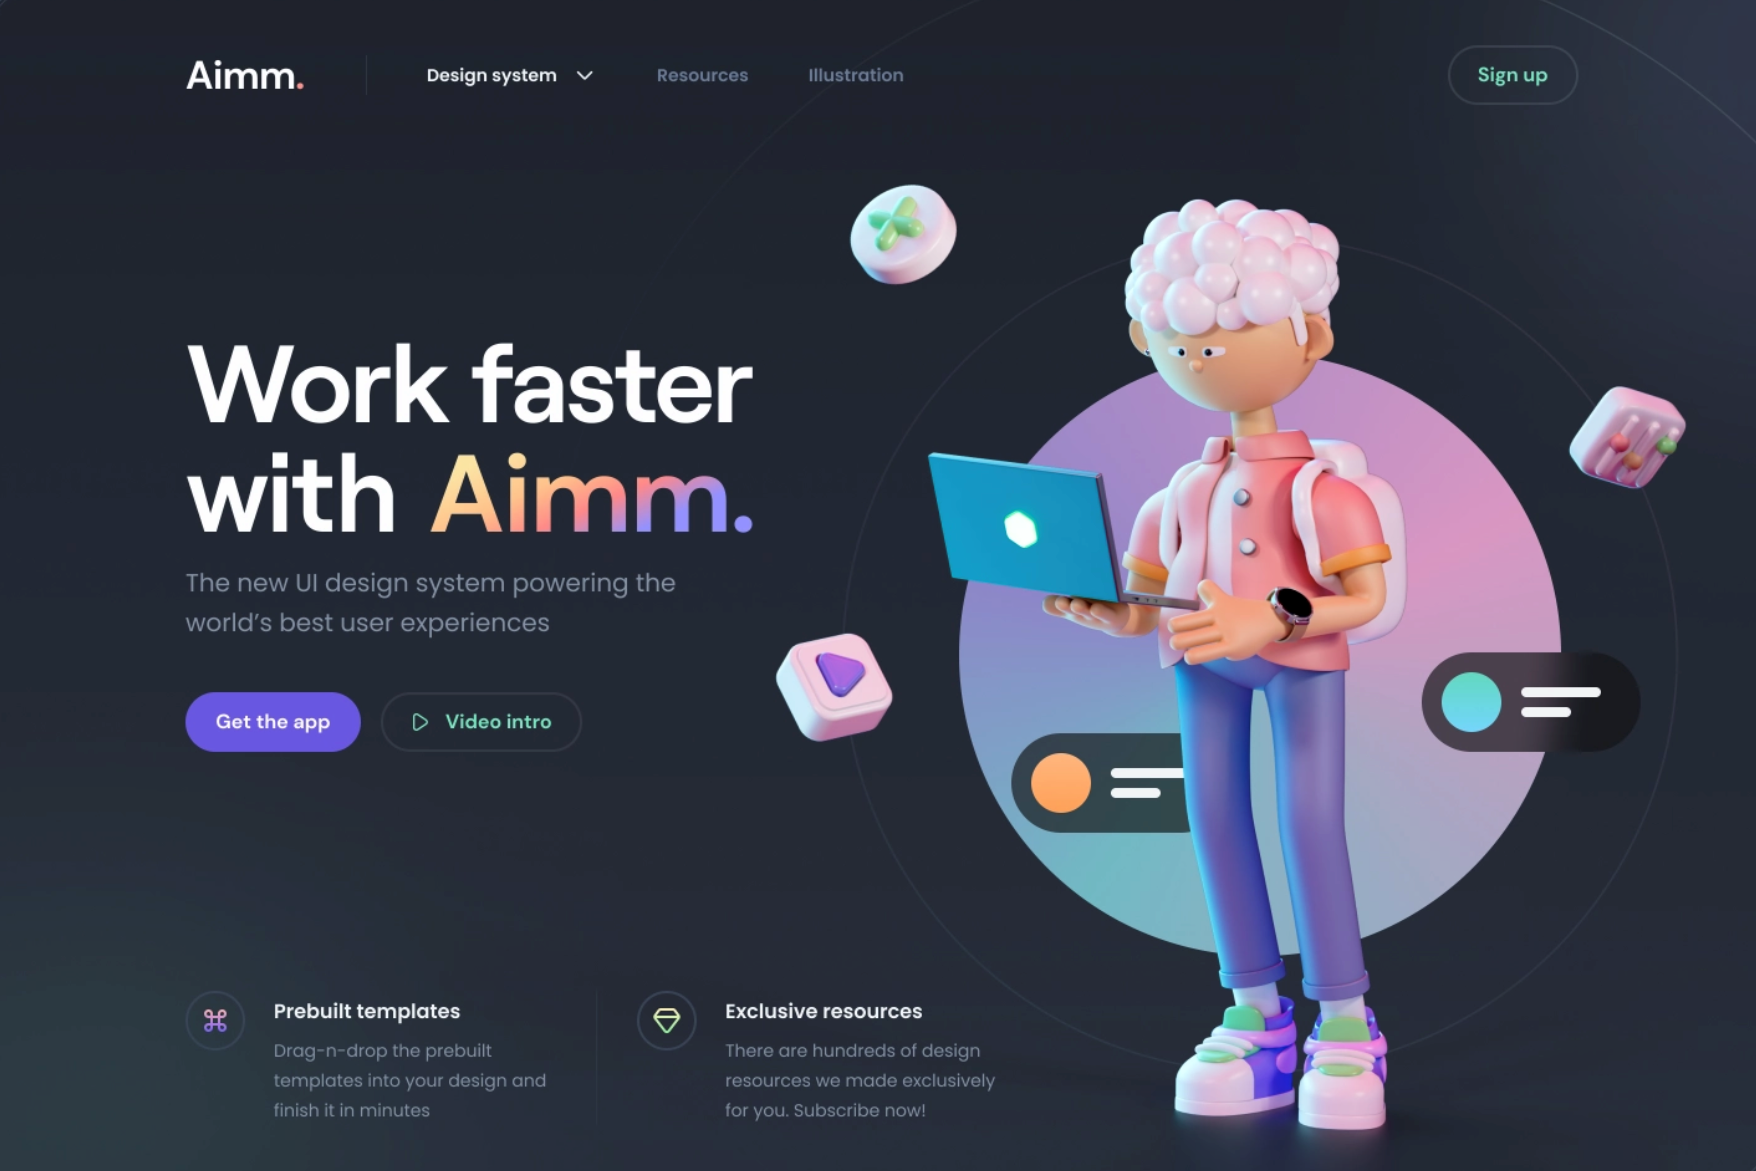 Aimm.
Design system
Resources
Illustration
Sign up
Work faster
with Aimm.
The new UI design system powering the
world’s best user experiences
Get the app
Video intro
Prebuilt templates
Drag-n-drop the prebuilt
templates into your design and
finish it in minutes
Exclusive resources
There are hundreds of design
resources we made exclusively
for you. Subscribe now!